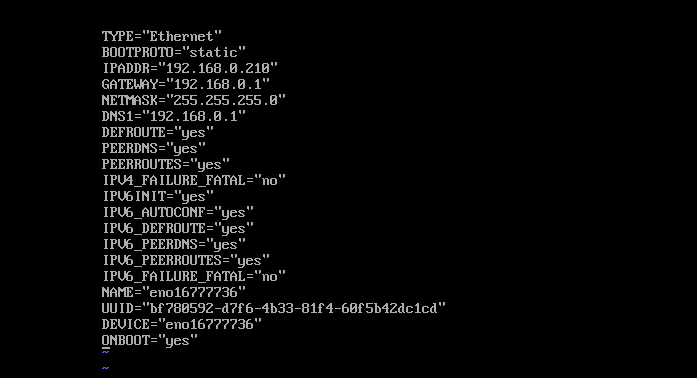 TYPE="Ethernet"
BOOTPROTO="static"
IPADDR="192.168.0.210"
GATEWAY="192.168.0.1"
NETMASK="255.255.255.0"
DNS1="192.168.0.1"
DEFROUTE="yes"
PEERDNS="yes"
PEERROUTES="yes"
IPV4_FAILURE_FATAL="no"
IPV6INIT="yes"
IPV6_AUTOCONF="yes"
IPV6_DEFROUTE="yes"
IPV6_PEERDNS="yes"
IPV6_PEERROUTES="yes"
IPV6_FAILURE_FATAL="no"
NAME="eno16777736"
UUID="bf780592-d7f6-4b33-81f4-60f5b42dc1cd"
DEVICE="eno16777736"
ONBOOT="yes"
~
~